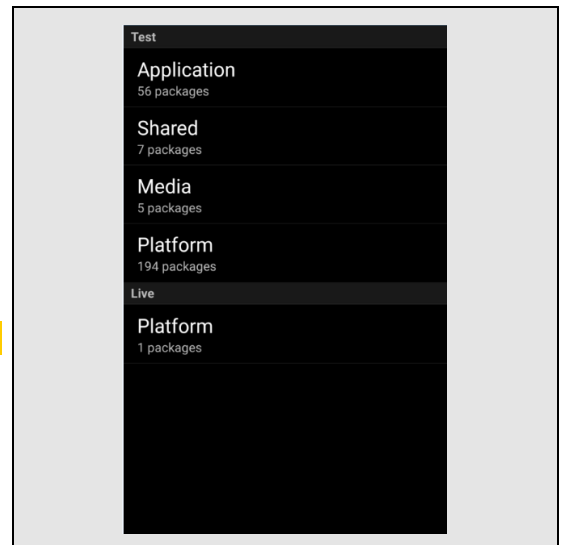 Test
Application
56 packages
Shared
7 packages
Media
5 packages
Platform
194 packages
Live
Platform
1 packages